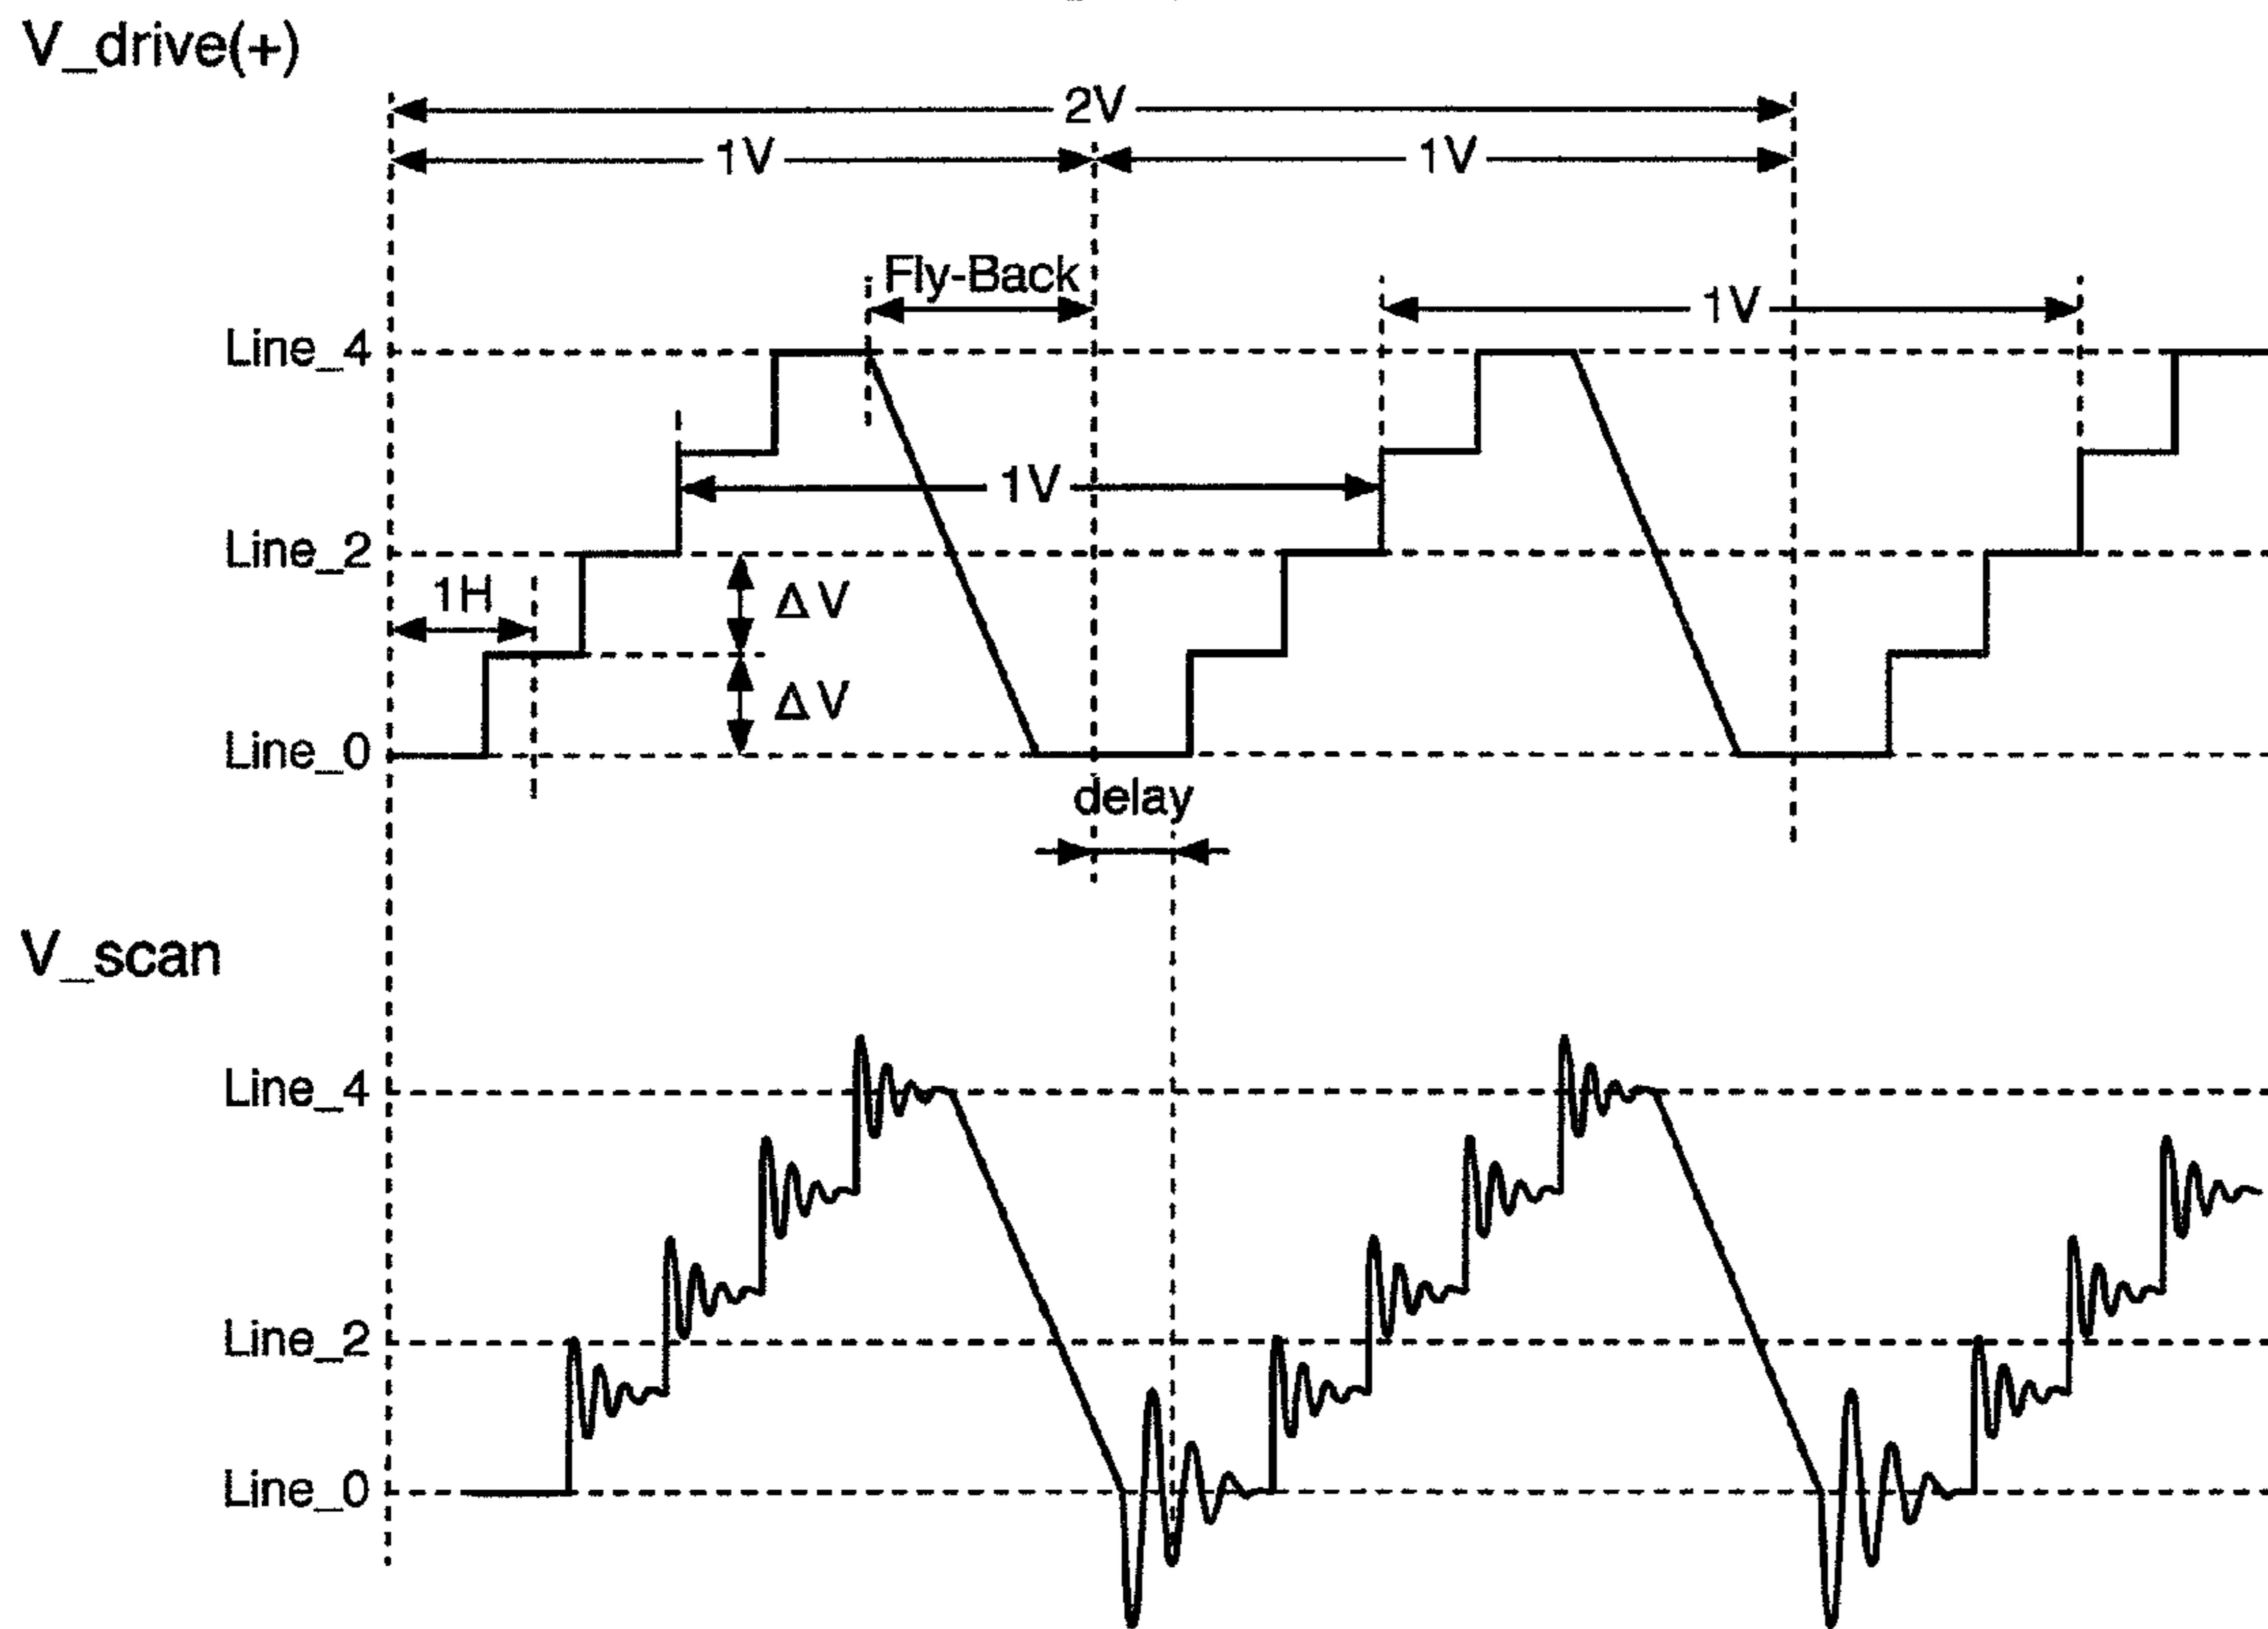 V_drive(+)
2V
1V 1V
Fly-Back
1V
Line_4
1V
Line_2
1H
ΔV
ΔV
Line_0
delay
V_scan
Line_4
Line_2
Line_0